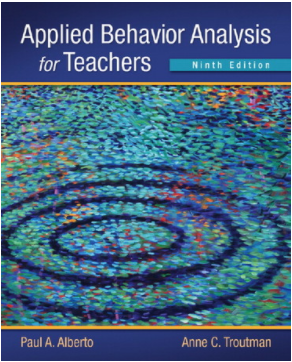 Applied Behavior Analysis
for Teachers
Ninth Edition
Paul A. Alberto
Anne C. Troutman